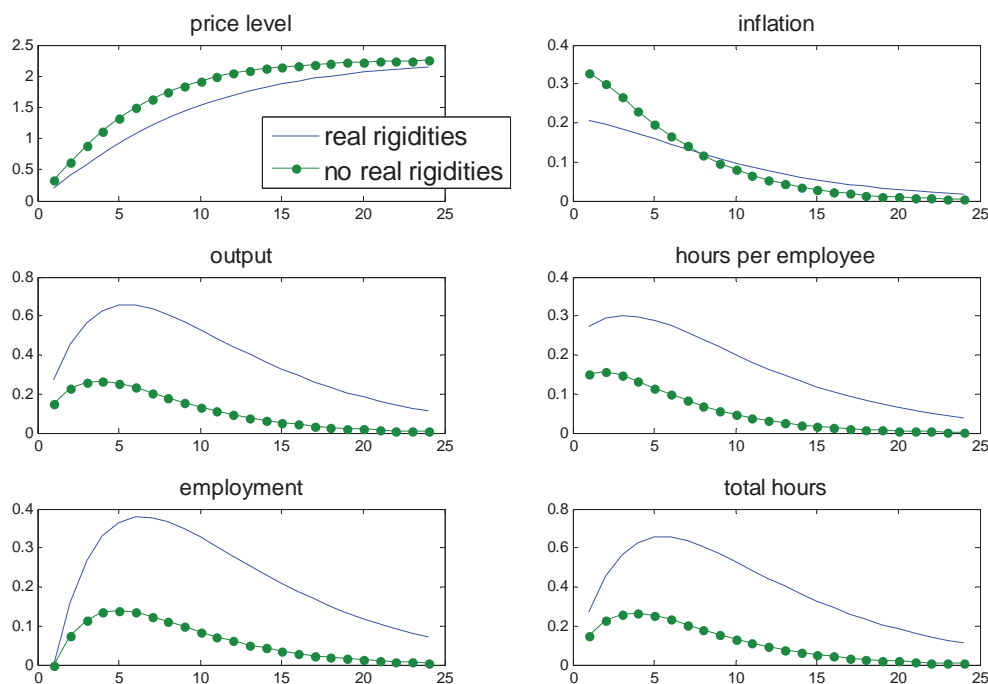 price level
2.5
2
1.5
1
0.5
0
0 5 10 15 20 25
real rigidities
no real rigidities
inflation
0.4
0.3
0.2
0.1
0
0 5 10 15 20 25
output
0.8
0.6
0.4
0.2
0
0 5 10 15 20 25
hours per employee
0.4
0.3
0.2
0.1
0
0 5 10 15 20 25
employment
0.4
0.3
0.2
0.1
0
0 5 10 15 20 25
total hours
0.8
0.6
0.4
0.2
0
0 5 10 15 20 25